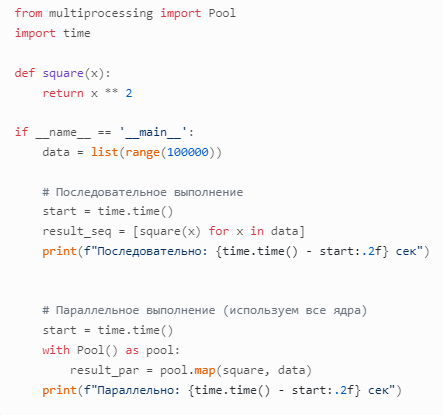 from multiprocessing import Pool
import time

def square(x):
    return x ** 2

if __name__ == '__main__':
    data = list(range(100000))

    # Последовательное выполнение
    start = time.time()
    result_seq = [square(x) for x in data]
    print(f"Последовательно: {time.time() - start:.2f} сек")


    # Параллельное выполнение (используем все ядра)
    start = time.time()
    with Pool() as pool:
        result_par = pool.map(square, data)
    print(f"Параллельно: {time.time() - start:.2f} сек")